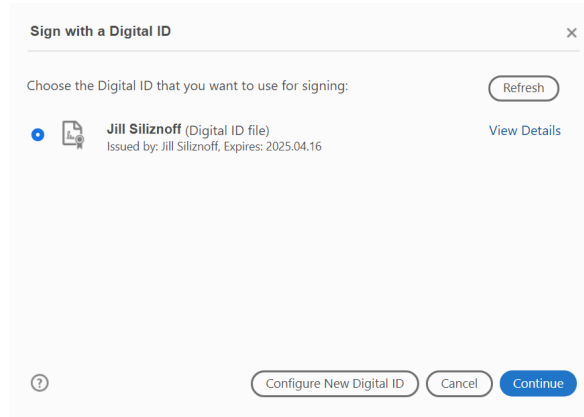 Sign with a Digital ID
Choose the Digital ID that you want to use for signing:
Refresh
Jill Siliznoff (Digital ID file)
View Details
Issued by: Jill Siliznoff, Expires: 2025.04.16
Configure New Digital ID
Cancel
Continue